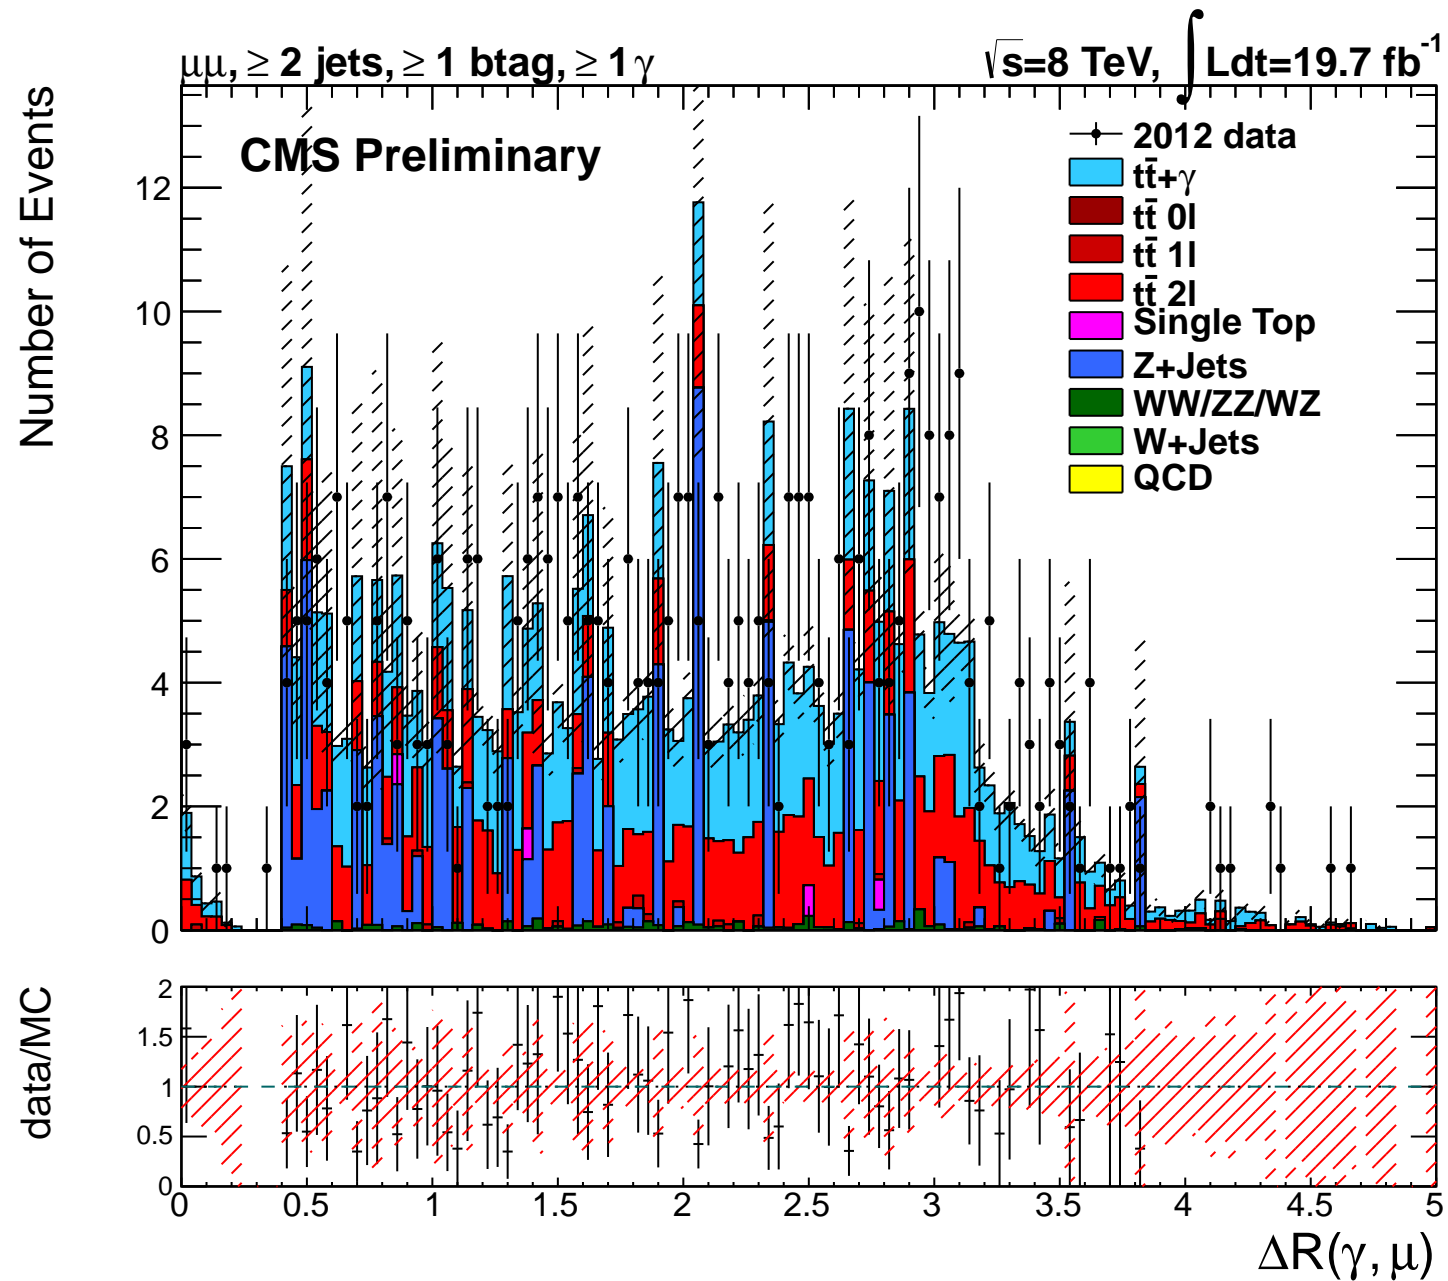 μμ, ≥ 2 jets, ≥ 1 btag, ≥ 1 γ
√s=8 TeV, ∫ Ldt=19.7 fb⁻¹
CMS Preliminary
2012 data
tt̄+γ
tt̄ 0l
tt̄ 1l
tt̄ 2l
Single Top
Z+Jets
WW/ZZ/WZ
W+Jets
QCD
Number of Events
12
10
8
6
4
2
0
data/MC
2
1.5
1
0.5
0
0 0.5 1 1.5 2 2.5 3 3.5 4 4.5 5
ΔR(γ, μ)